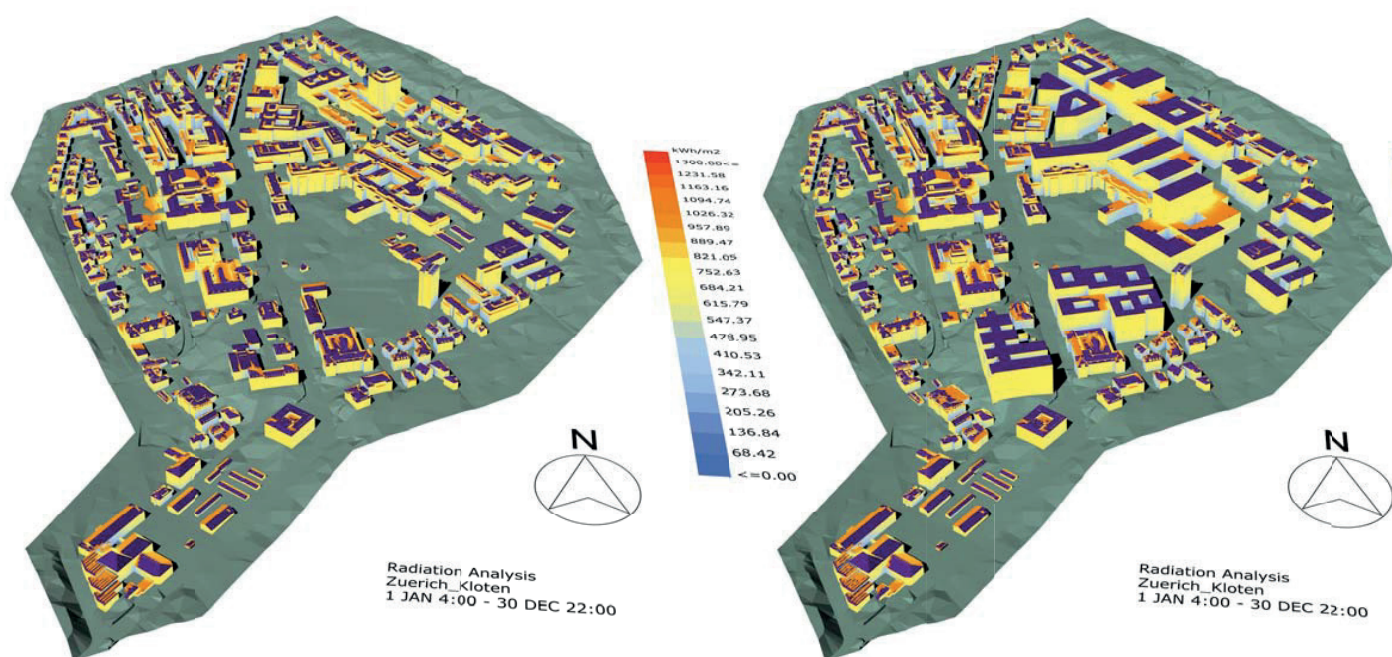 kWh/m2
1300.00<=
1231.58
1163.16
1094.74
1026.32
957.89
889.47
821.05
752.63
684.21
615.79
547.37
478.95
410.53
342.11
273.68
205.26
136.84
68.42
<=0.00
N
Radiation Analysis
Zuerich_Kloten
1 JAN 4:00 - 30 DEC 22:00
N
Radiation Analysis
Zuerich_Kloten
1 JAN 4:00 - 30 DEC 22:00